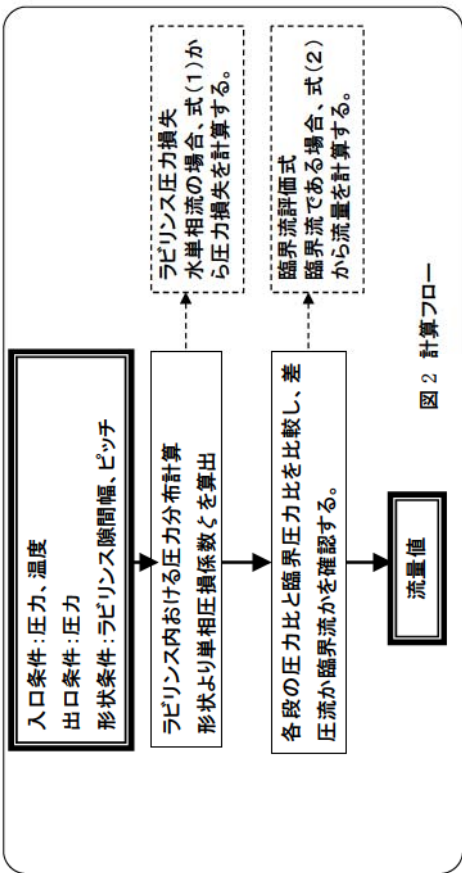 入口条件:圧力、温度
出口条件:圧力
形状条件:ラビリンス隙間幅、ピッチ
ラビリンス内おける圧力分布計算
形状より単相圧損係数ζを算出
ラビリンス圧力損失
水単相流の場合、式(1)か
ら圧力損失を計算する。
各段の圧力比と臨界圧力比を比較し、差
圧流か臨界流かを確認する。
臨界流評価式
臨界流である場合、式(2)
から流量を計算する。
流量値
図 2 計算フロー